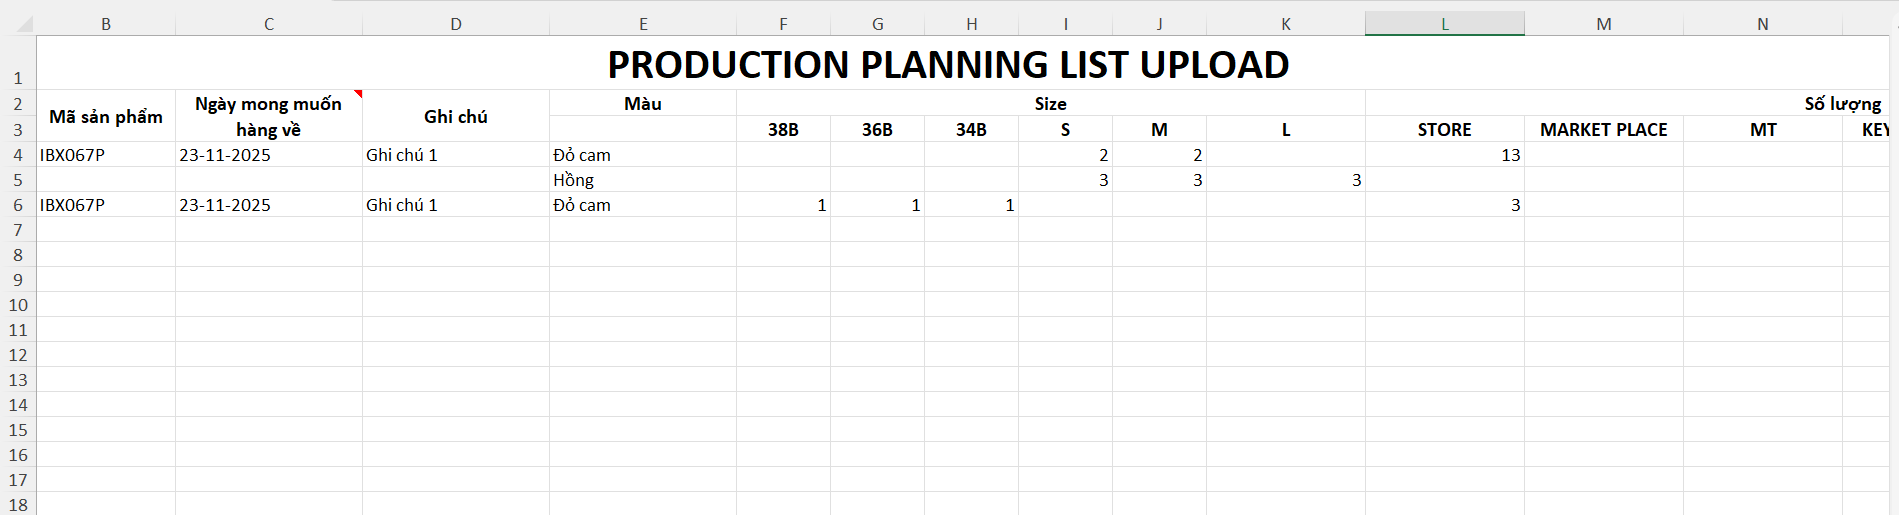 B C D E F G H I J K L M N
1 PRODUCTION PLANNING LIST UPLOAD
2 Mã sản phẩm Ngày mong muốn hàng về Ghi chú Màu Size Số lượng
3 38B 36B 34B S M L STORE MARKET PLACE MT KEY
4 IBX067P 23-11-2025 Ghi chú 1 Đỏ cam 2 2 13
5 Hồng 3 3 3
6 IBX067P 23-11-2025 Ghi chú 1 Đỏ cam 1 1 1 3
7
8
9
10
11
12
13
14
15
16
17
18